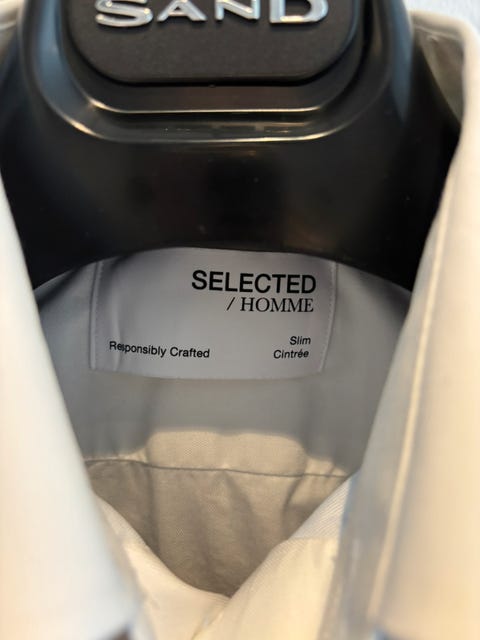 SAND
SELECTED
/ HOMME
Responsibly Crafted
Slim
Cintrée